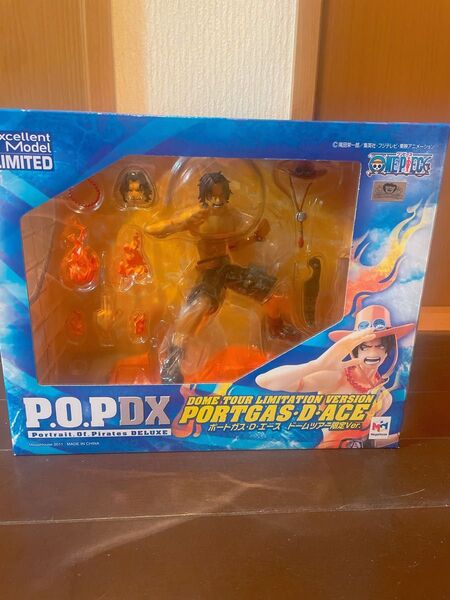 Excellent
Model
LIMITED
©尾田栄一郎/集英社・フジテレビ・東映アニメーション
ONE PIECE
P.O.P DX
Portrait.Of.Pirates DELUXE
DOME TOUR LIMITATION VERSION
PORTGAS・D・ACE
ポートガス・D・エース ドームツアー限定Ver.
MegaHouse 2011 MADE IN CHINA
MegaHouse